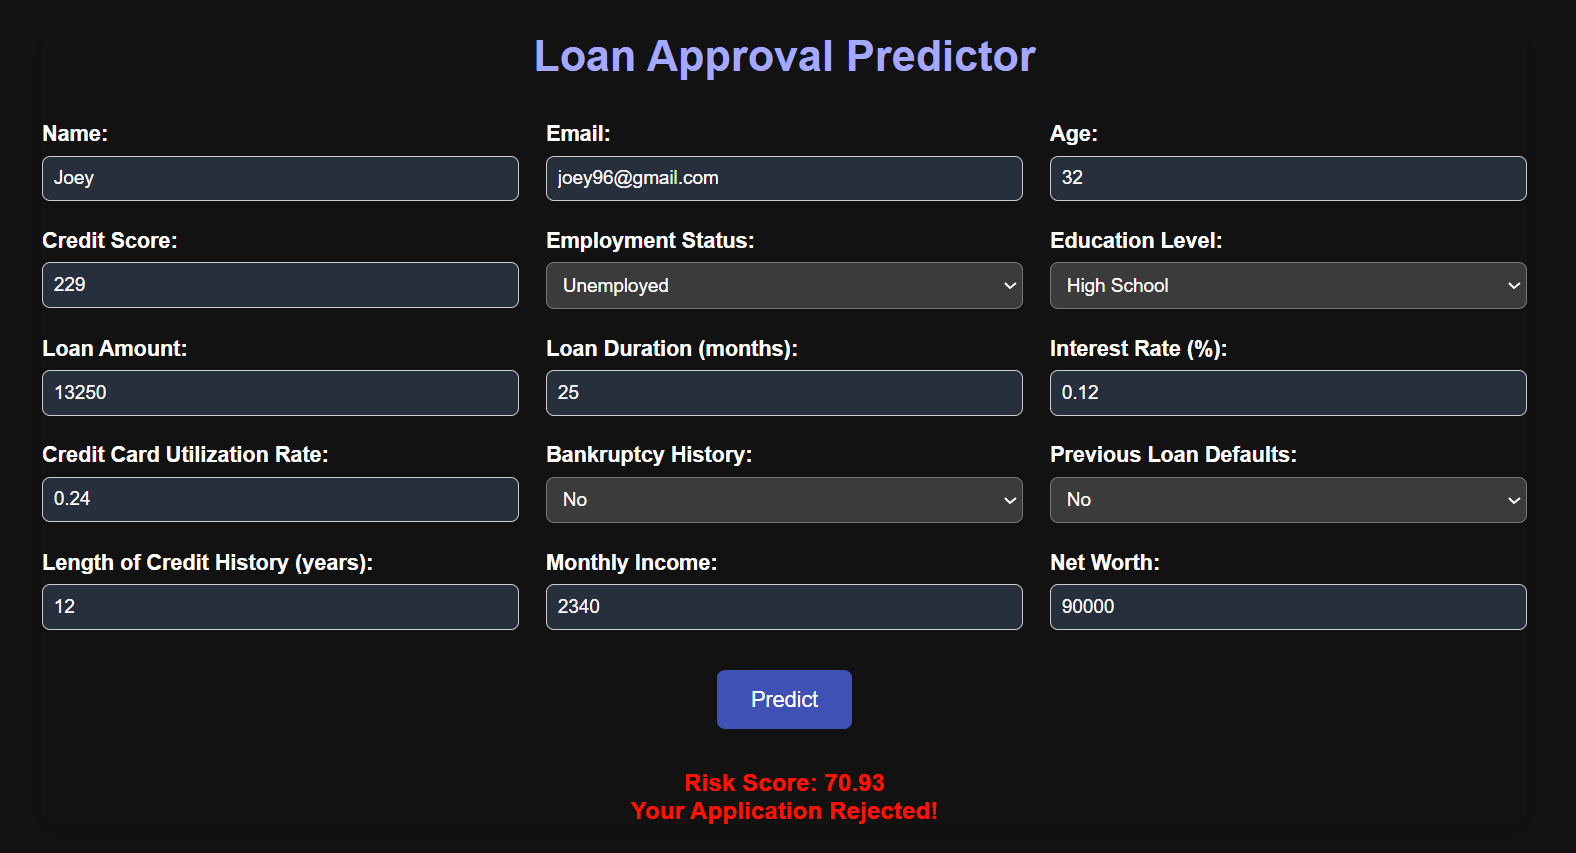 Loan Approval Predictor
Name: Email: Age:
Joey joey96@gmail.com 32
Credit Score: Employment Status: Education Level:
229 Unemployed High School
Loan Amount: Loan Duration (months): Interest Rate (%):
13250 25 0.12
Credit Card Utilization Rate: Bankruptcy History: Previous Loan Defaults:
0.24 No No
Length of Credit History (years): Monthly Income: Net Worth:
12 2340 90000
Predict
Risk Score: 70.93
Your Application Rejected!